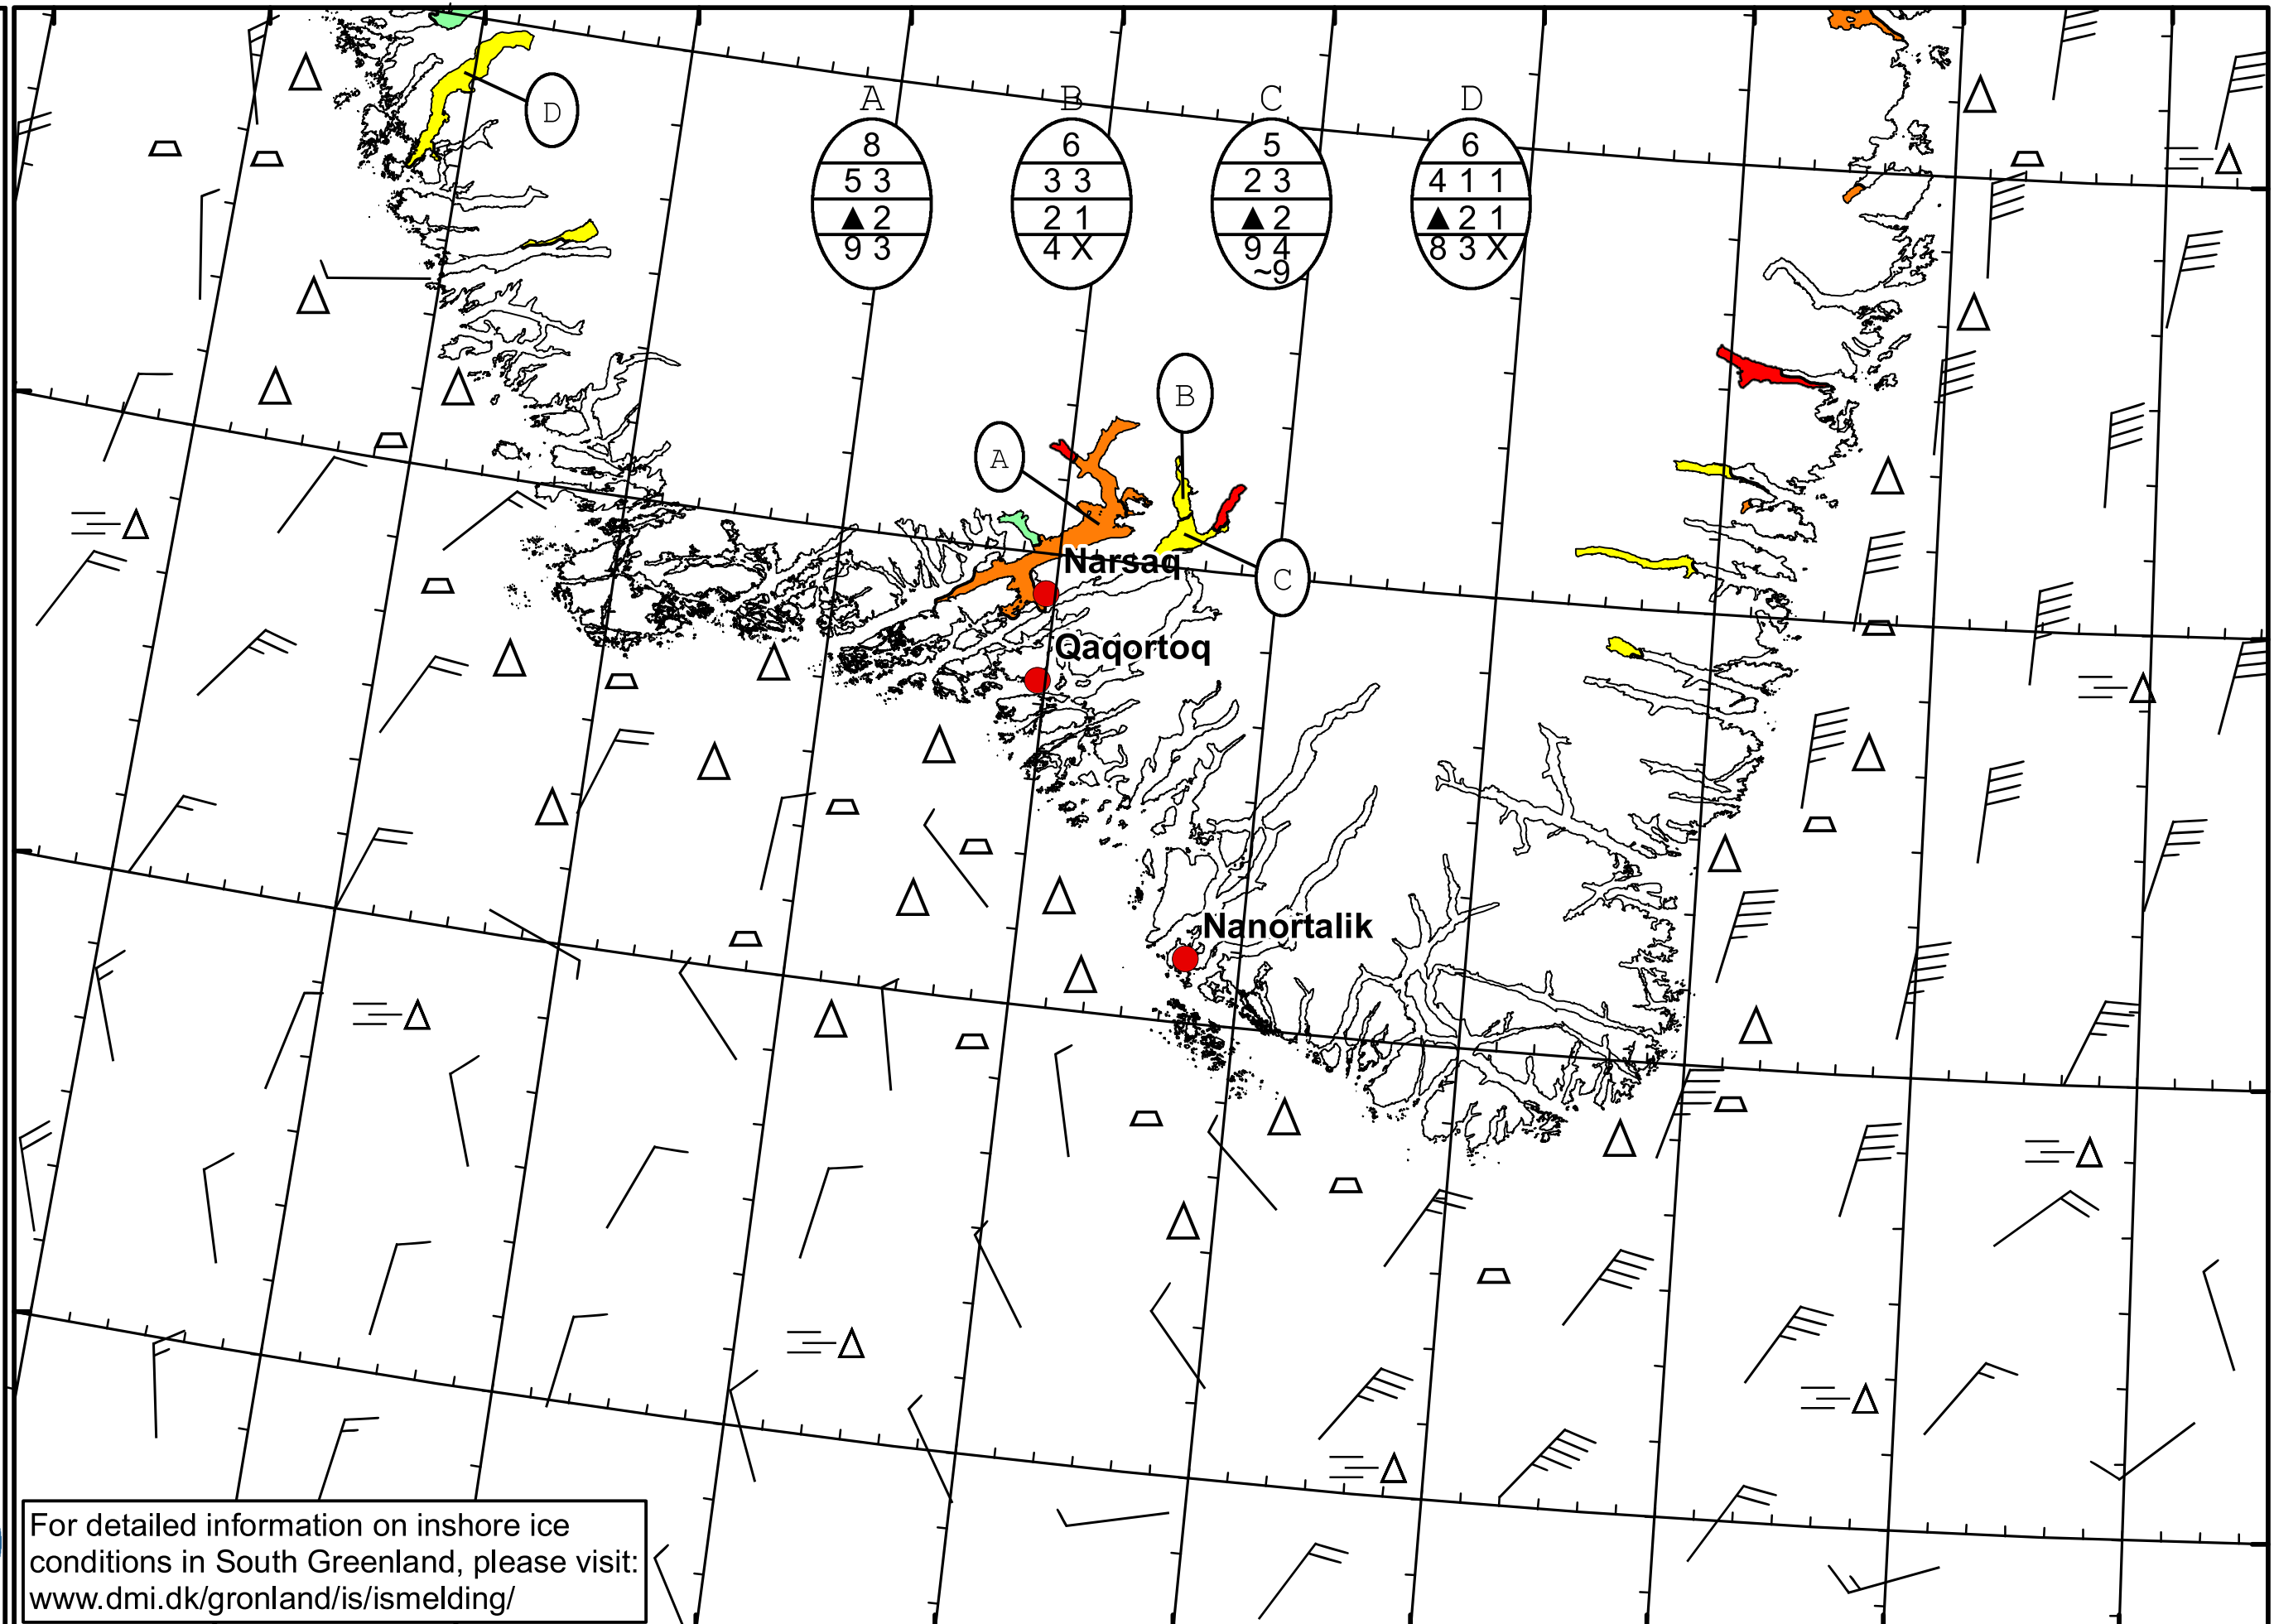 A B C D
8 6 5 6
5 3 3 3 2 3 4 1 1
▲ 2 2 1 ▲ 2 ▲ 2 1
9 3 4 X 9 4 8 3 X
~9
D
B
A
C
Narsaq
Qaqortoq
Nanortalik
For detailed information on inshore ice
conditions in South Greenland, please visit:
www.dmi.dk/gronland/is/ismelding/